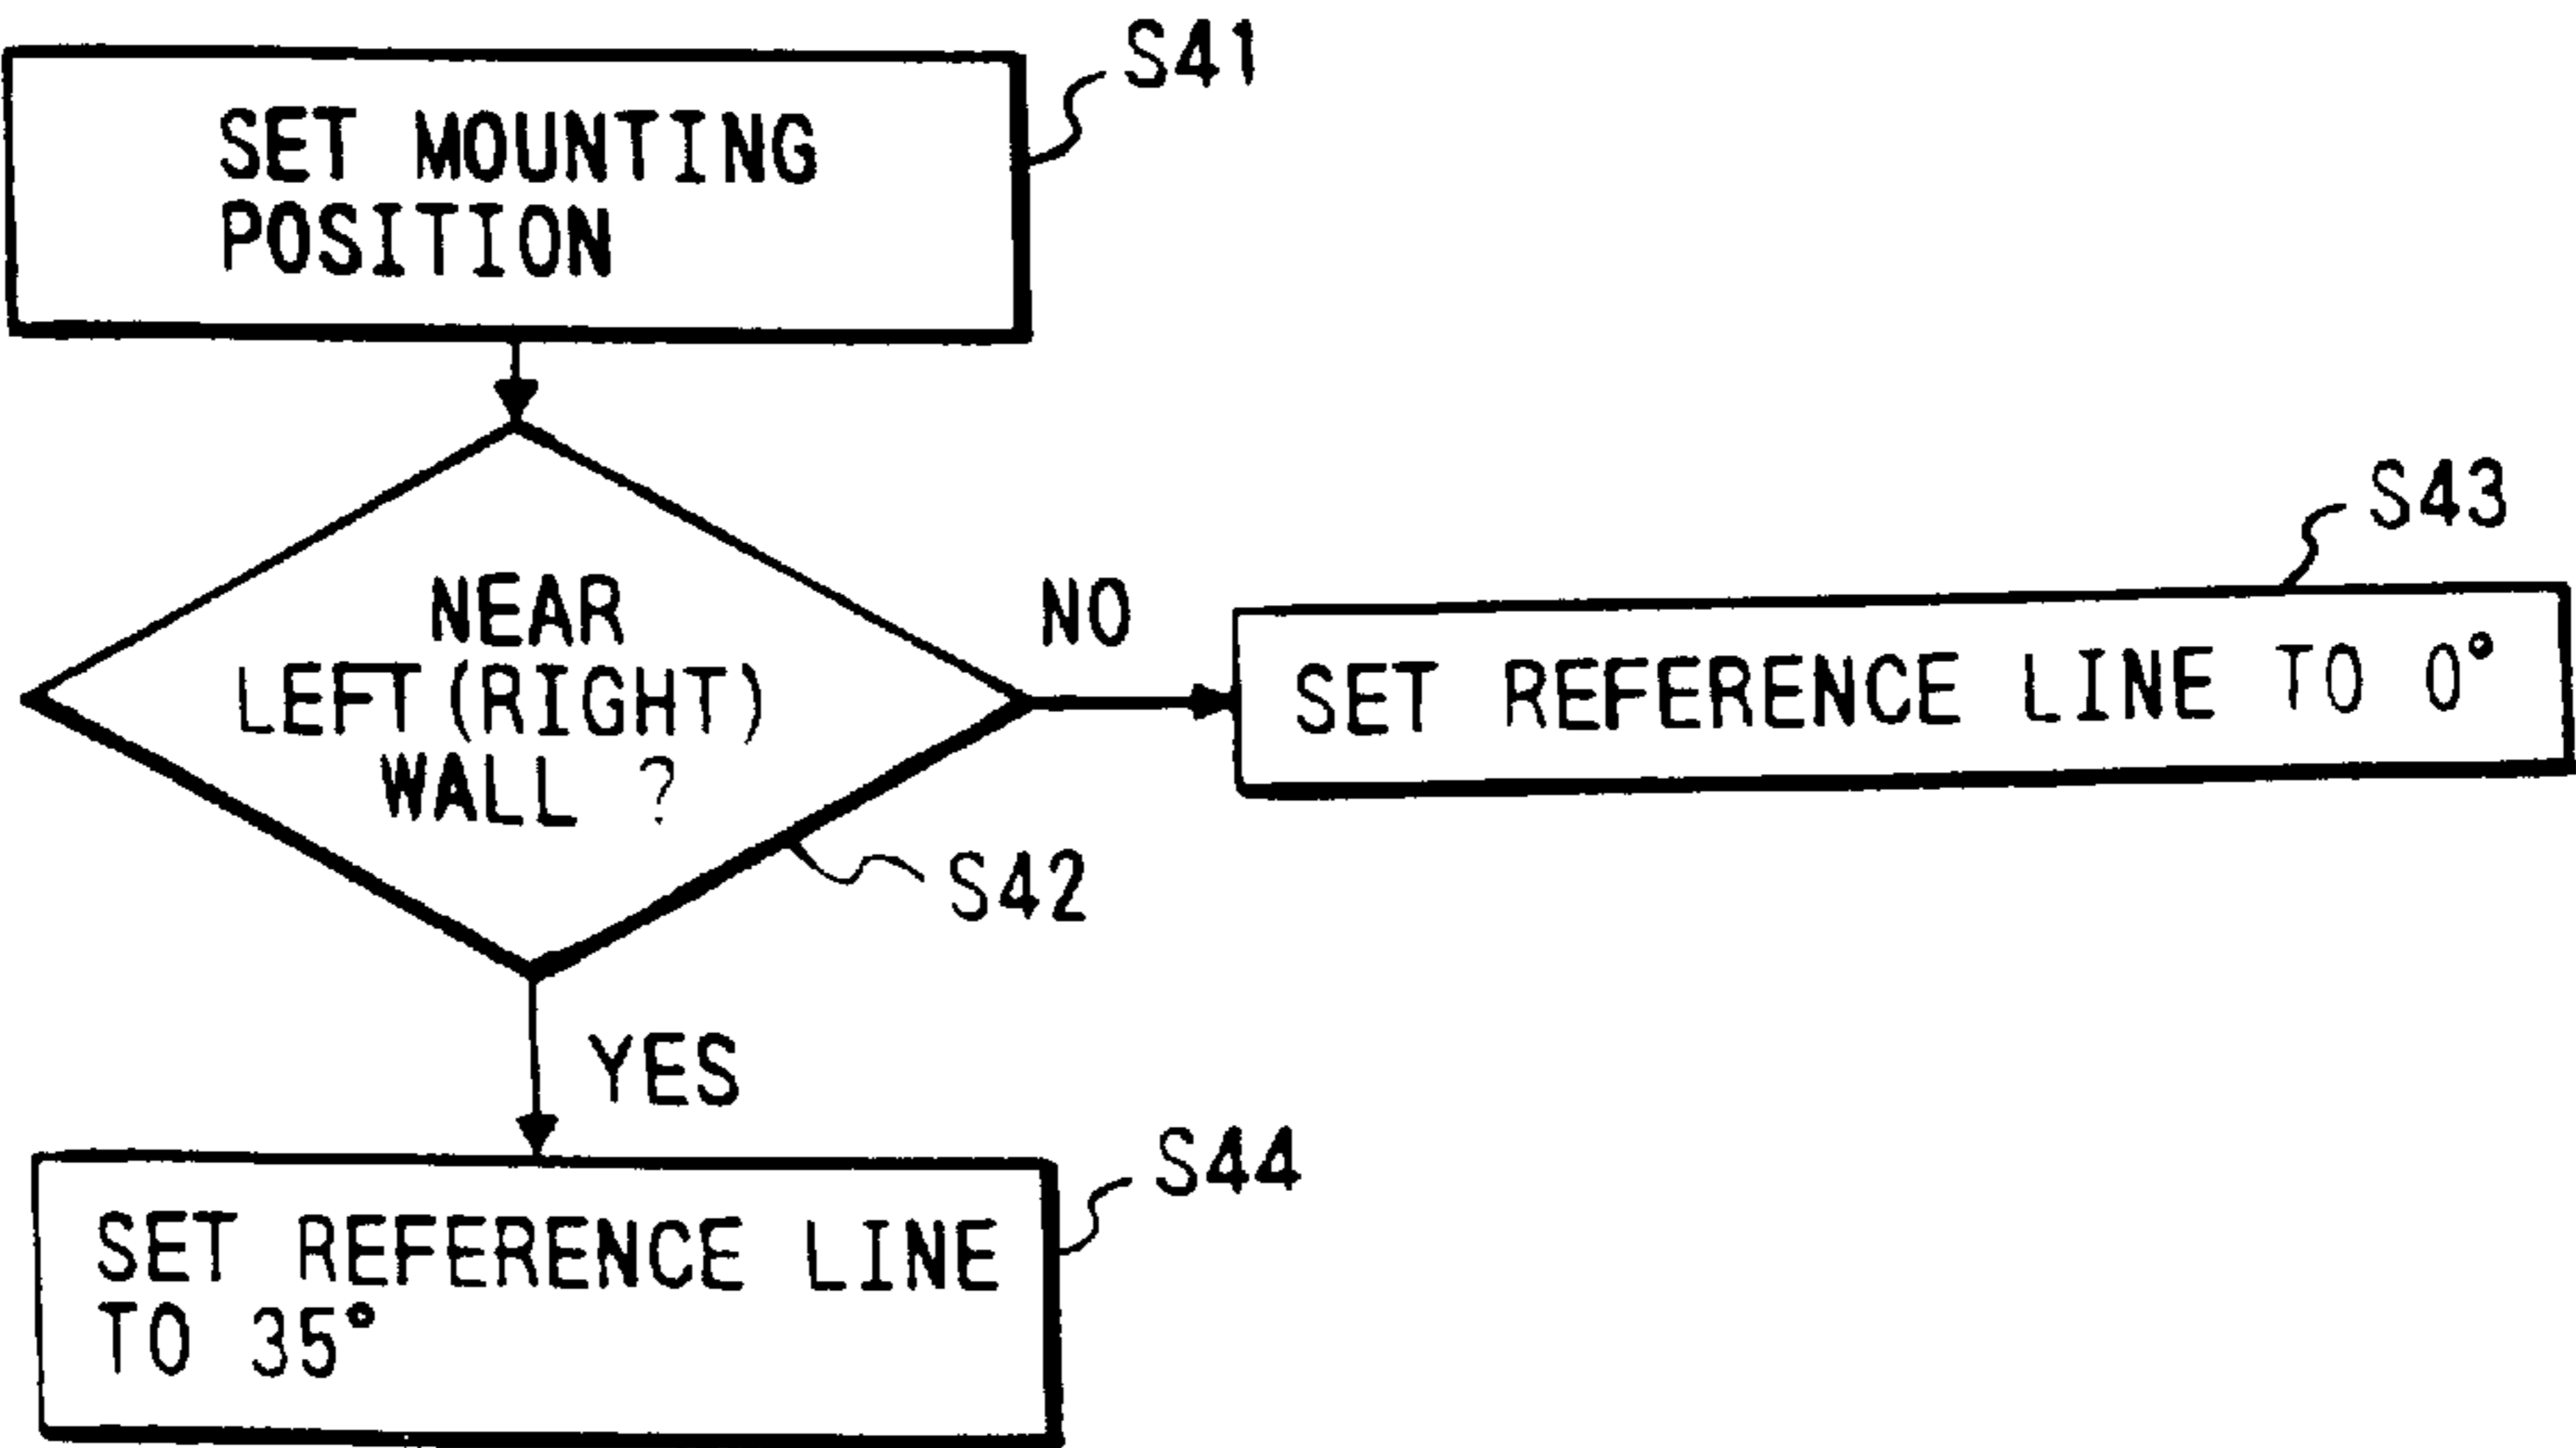 S41
SET MOUNTING
POSITION
NEAR
LEFT(RIGHT)
WALL ?
NO
S43
SET REFERENCE LINE TO 0°
S42
YES
S44
SET REFERENCE LINE
TO 35°